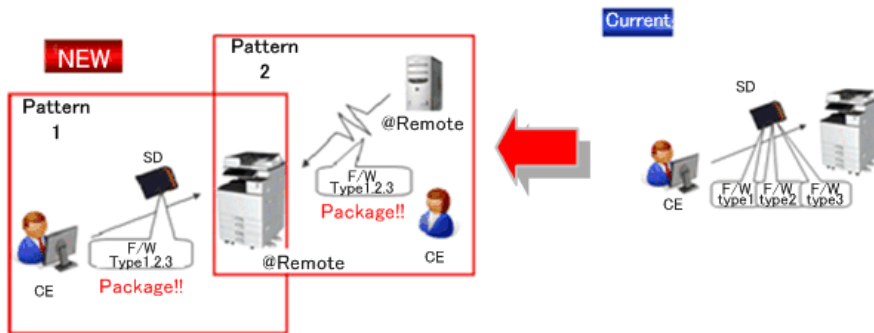 NEW
Pattern
1
SD
F/W
Type1.2.3
Package!!
CE
Pattern
2
@Remote
F/W
Type1.2.3
Package!!
CE
@Remote
Current
SD
CE
F/W
type1
F/W
type2
F/W
type3